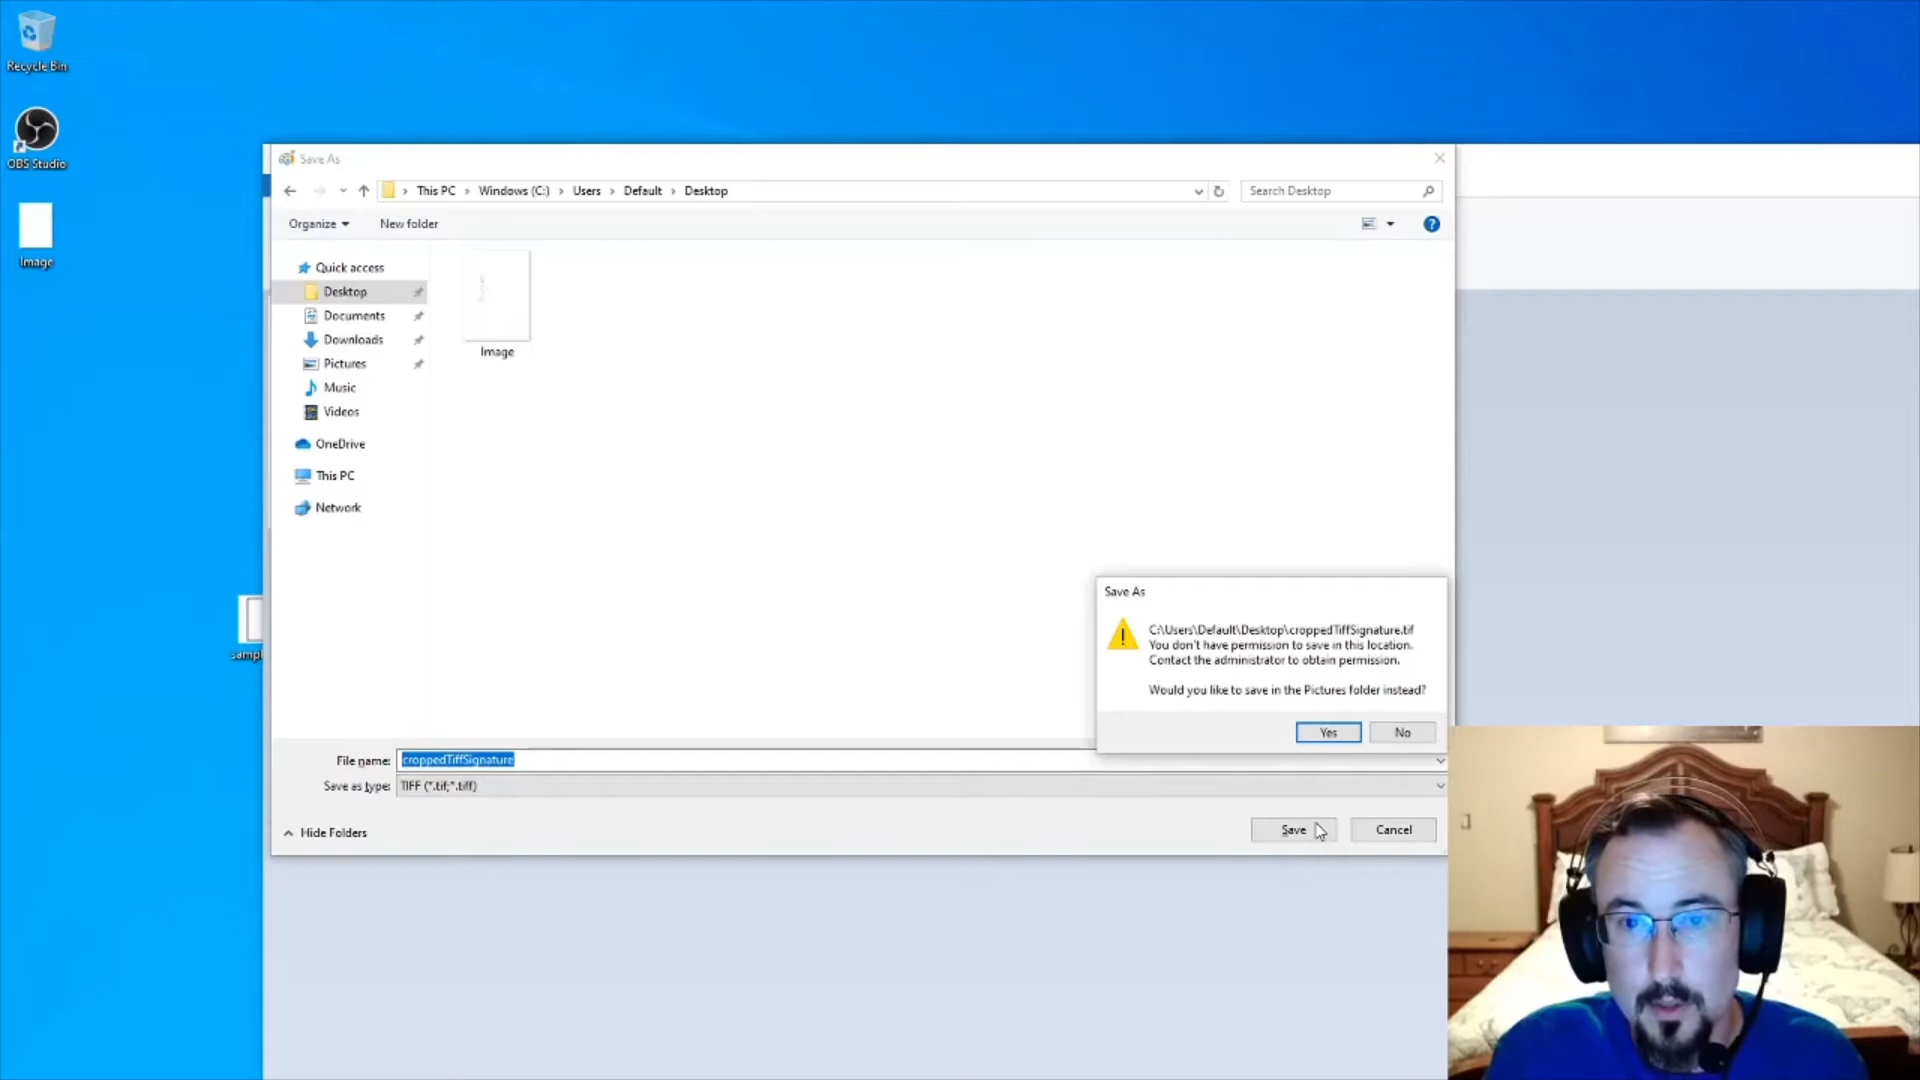 Recycle Bin
OBS Studio
Image
Save As
This PC > Windows (C:) > Users > Default > Desktop
Search Desktop
Organize
New folder
Quick access
Desktop
Documents
Downloads
Pictures
Music
Videos
OneDrive
This PC
Network
Image
sampl
Save As
C:\Users\Default\Desktop\croppedTiffSignature.tif
You don't have permission to save in this location.
Contact the administrator to obtain permission.
Would you like to save in the Pictures folder instead?
Yes
No
File name: croppedTiffSignature
Save as type: TIFF (*.tif;*.tiff)
Hide Folders
Save
Cancel